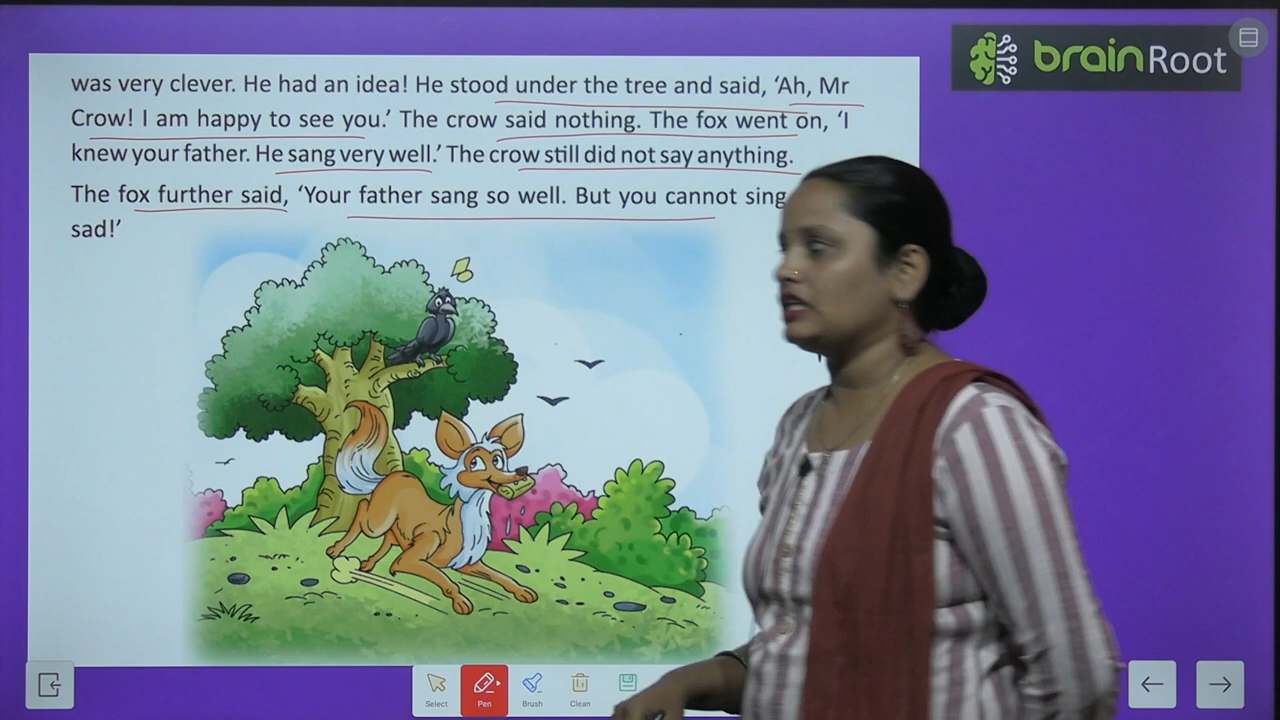 was very clever. He had an idea! He stood under the tree and said, ‘Ah, Mr
Crow! I am happy to see you.’ The crow said nothing. The fox went on, ‘I
knew your father. He sang very well.’ The crow still did not say anything.
The fox further said, ‘Your father sang so well. But you cannot sing
sad!’
brainRoot
Select
Pen
Brush
Clean